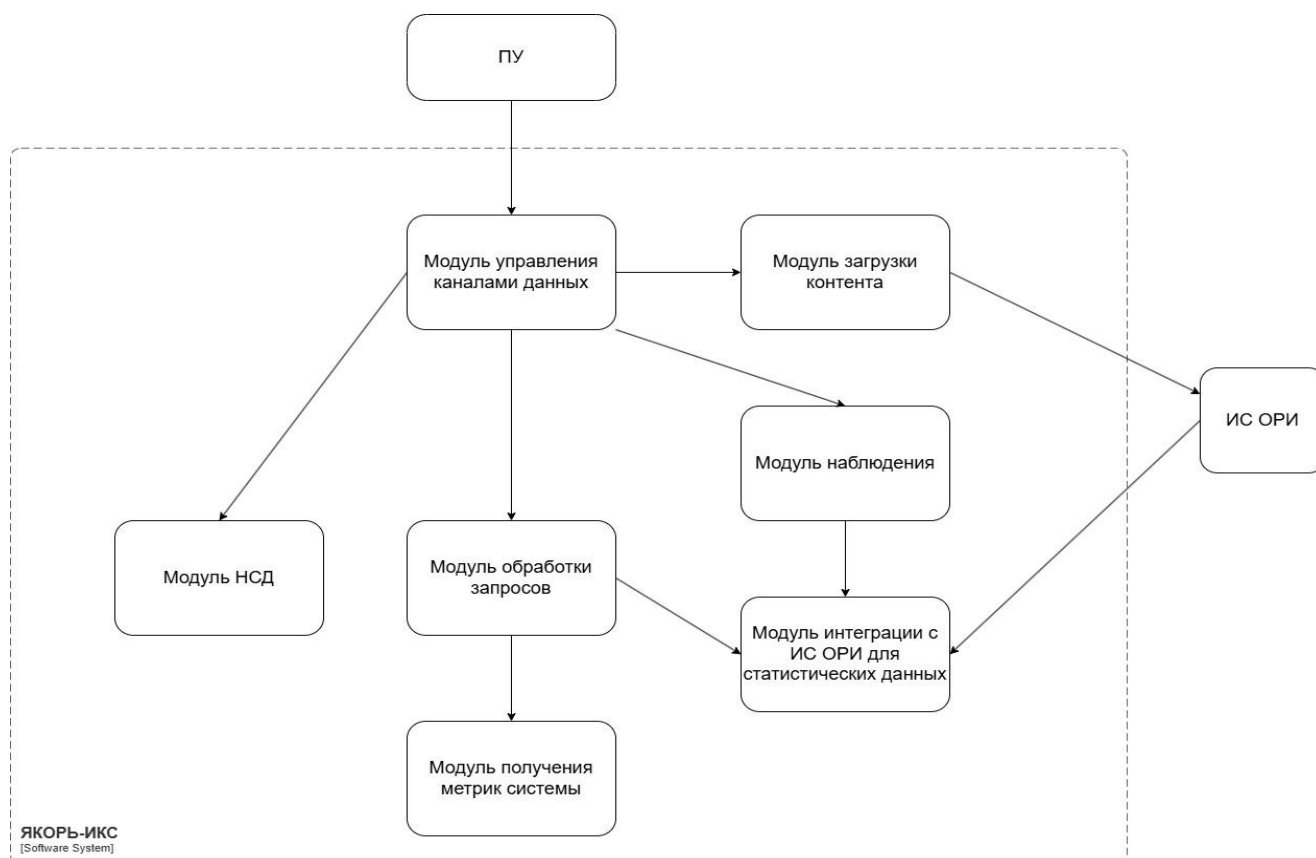 ПУ
Модуль управления
каналами данных
Модуль загрузки
контента
Модуль наблюдения
ИС ОРИ
Модуль НСД
Модуль обработки
запросов
Модуль интеграции с
ИС ОРИ для
статистических данных
Модуль получения
метрик системы
ЯКОРЬ-ИКС
[Software System]